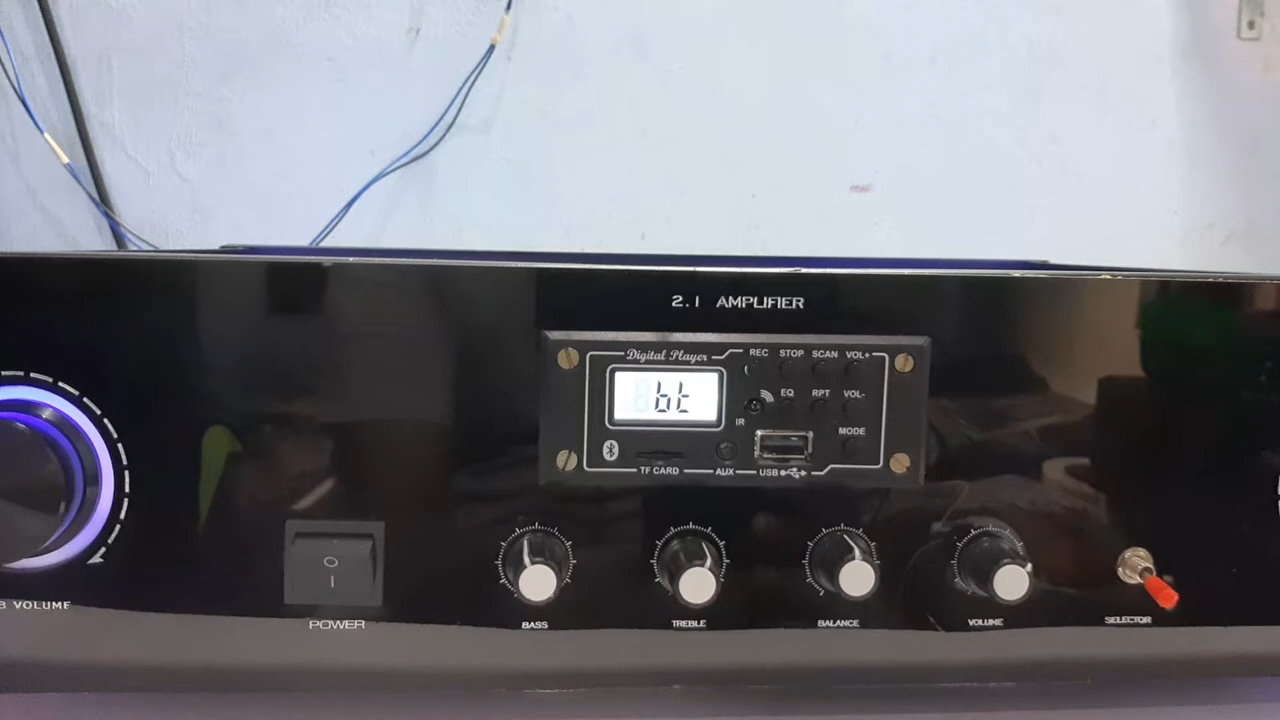 2.1 AMPLIFIER
Digital Player
REC STOP SCAN VOL+
bt
EQ RPT VOL-
IR
MODE
TF CARD AUX USB
B VOLUME
POWER
BASS
TREBLE
BALANCE
VOLUME
SELECTOR